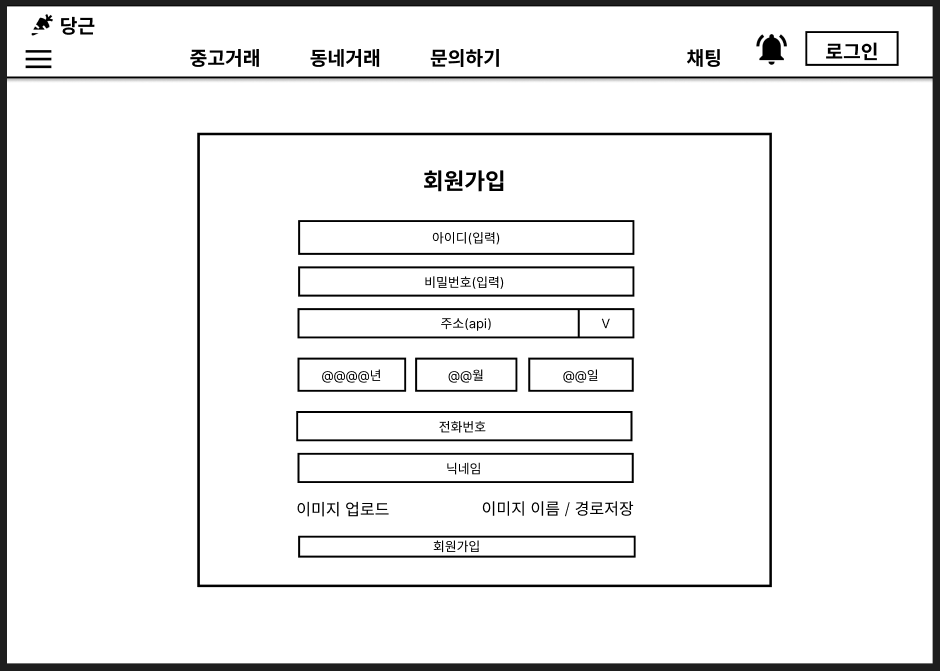 당근
중고거래 동네거래 문의하기 채팅 로그인
회원가입
아이디(입력)
비밀번호(입력)
주소(api) V
@@@@년 @@월 @@일
전화번호
닉네임
이미지 업로드 이미지 이름 / 경로저장
회원가입